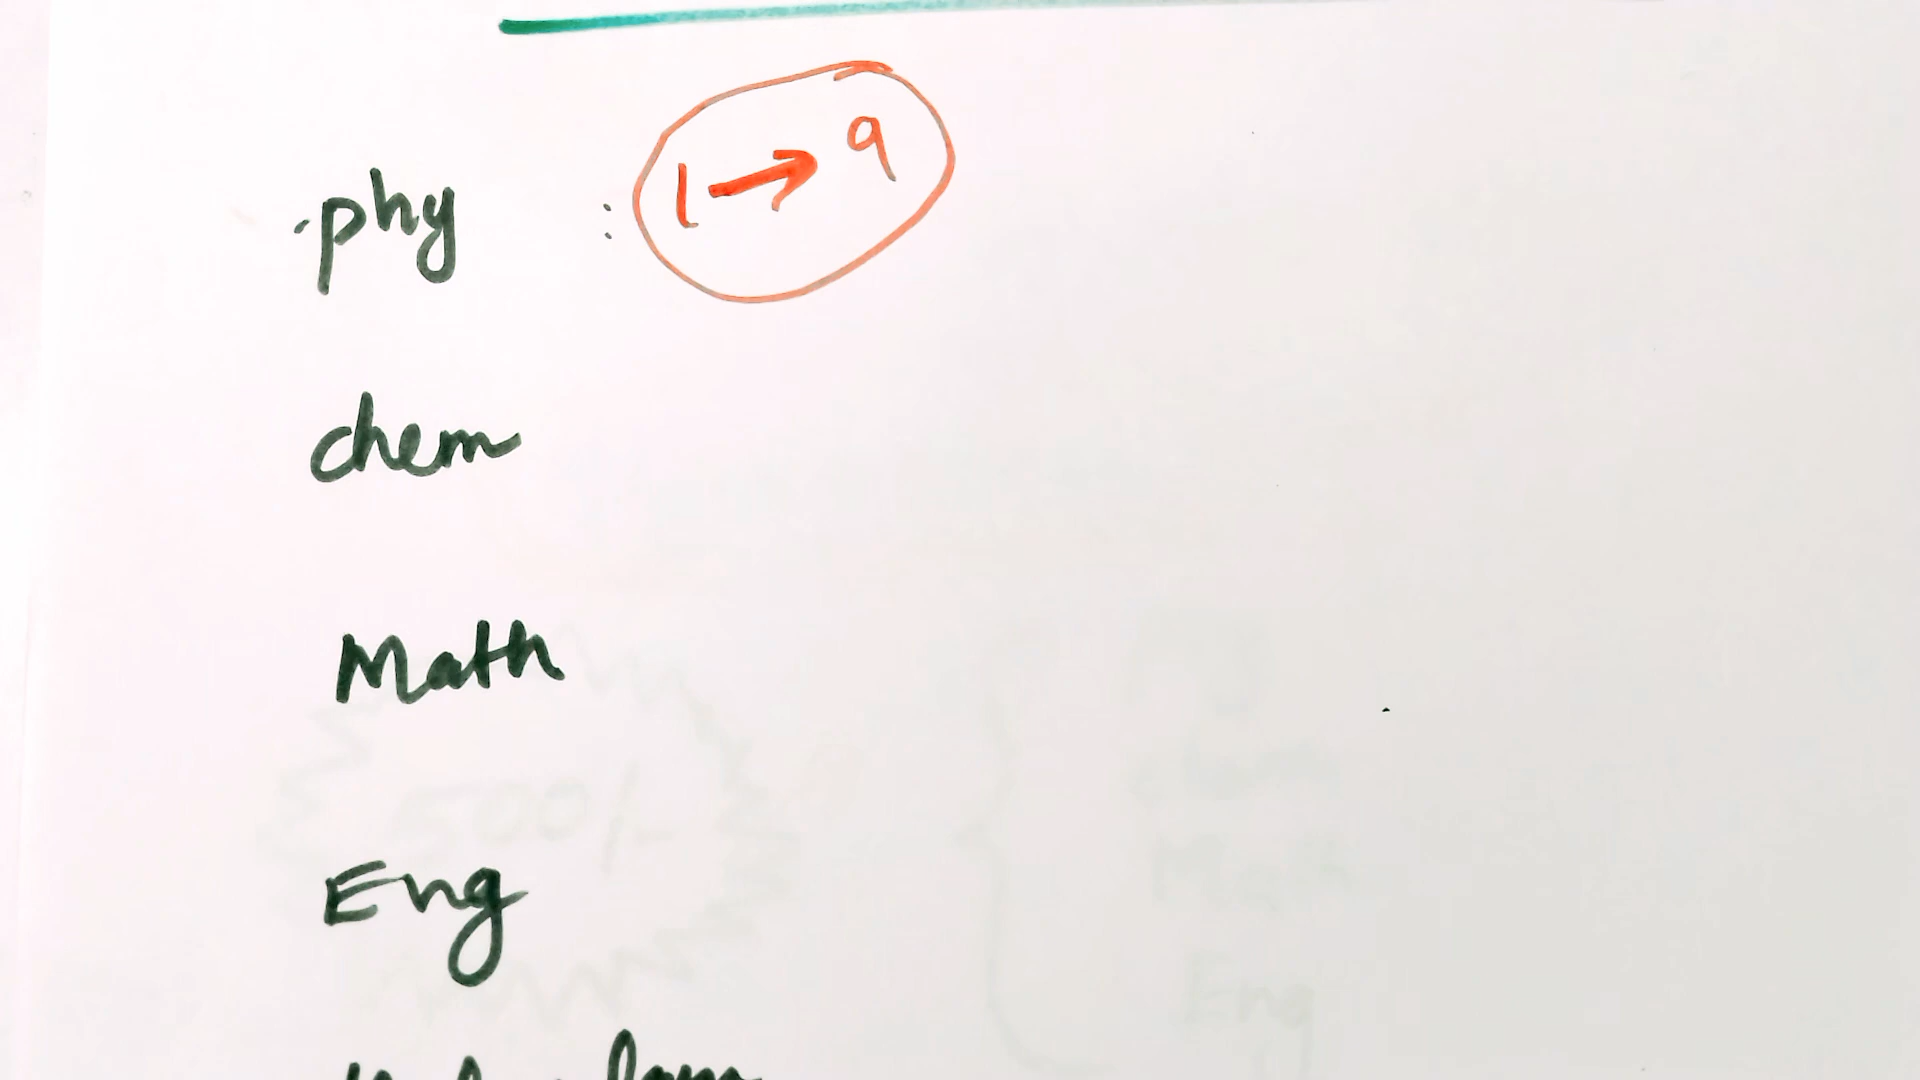 phy : 1 → 9
chem
Math
Eng